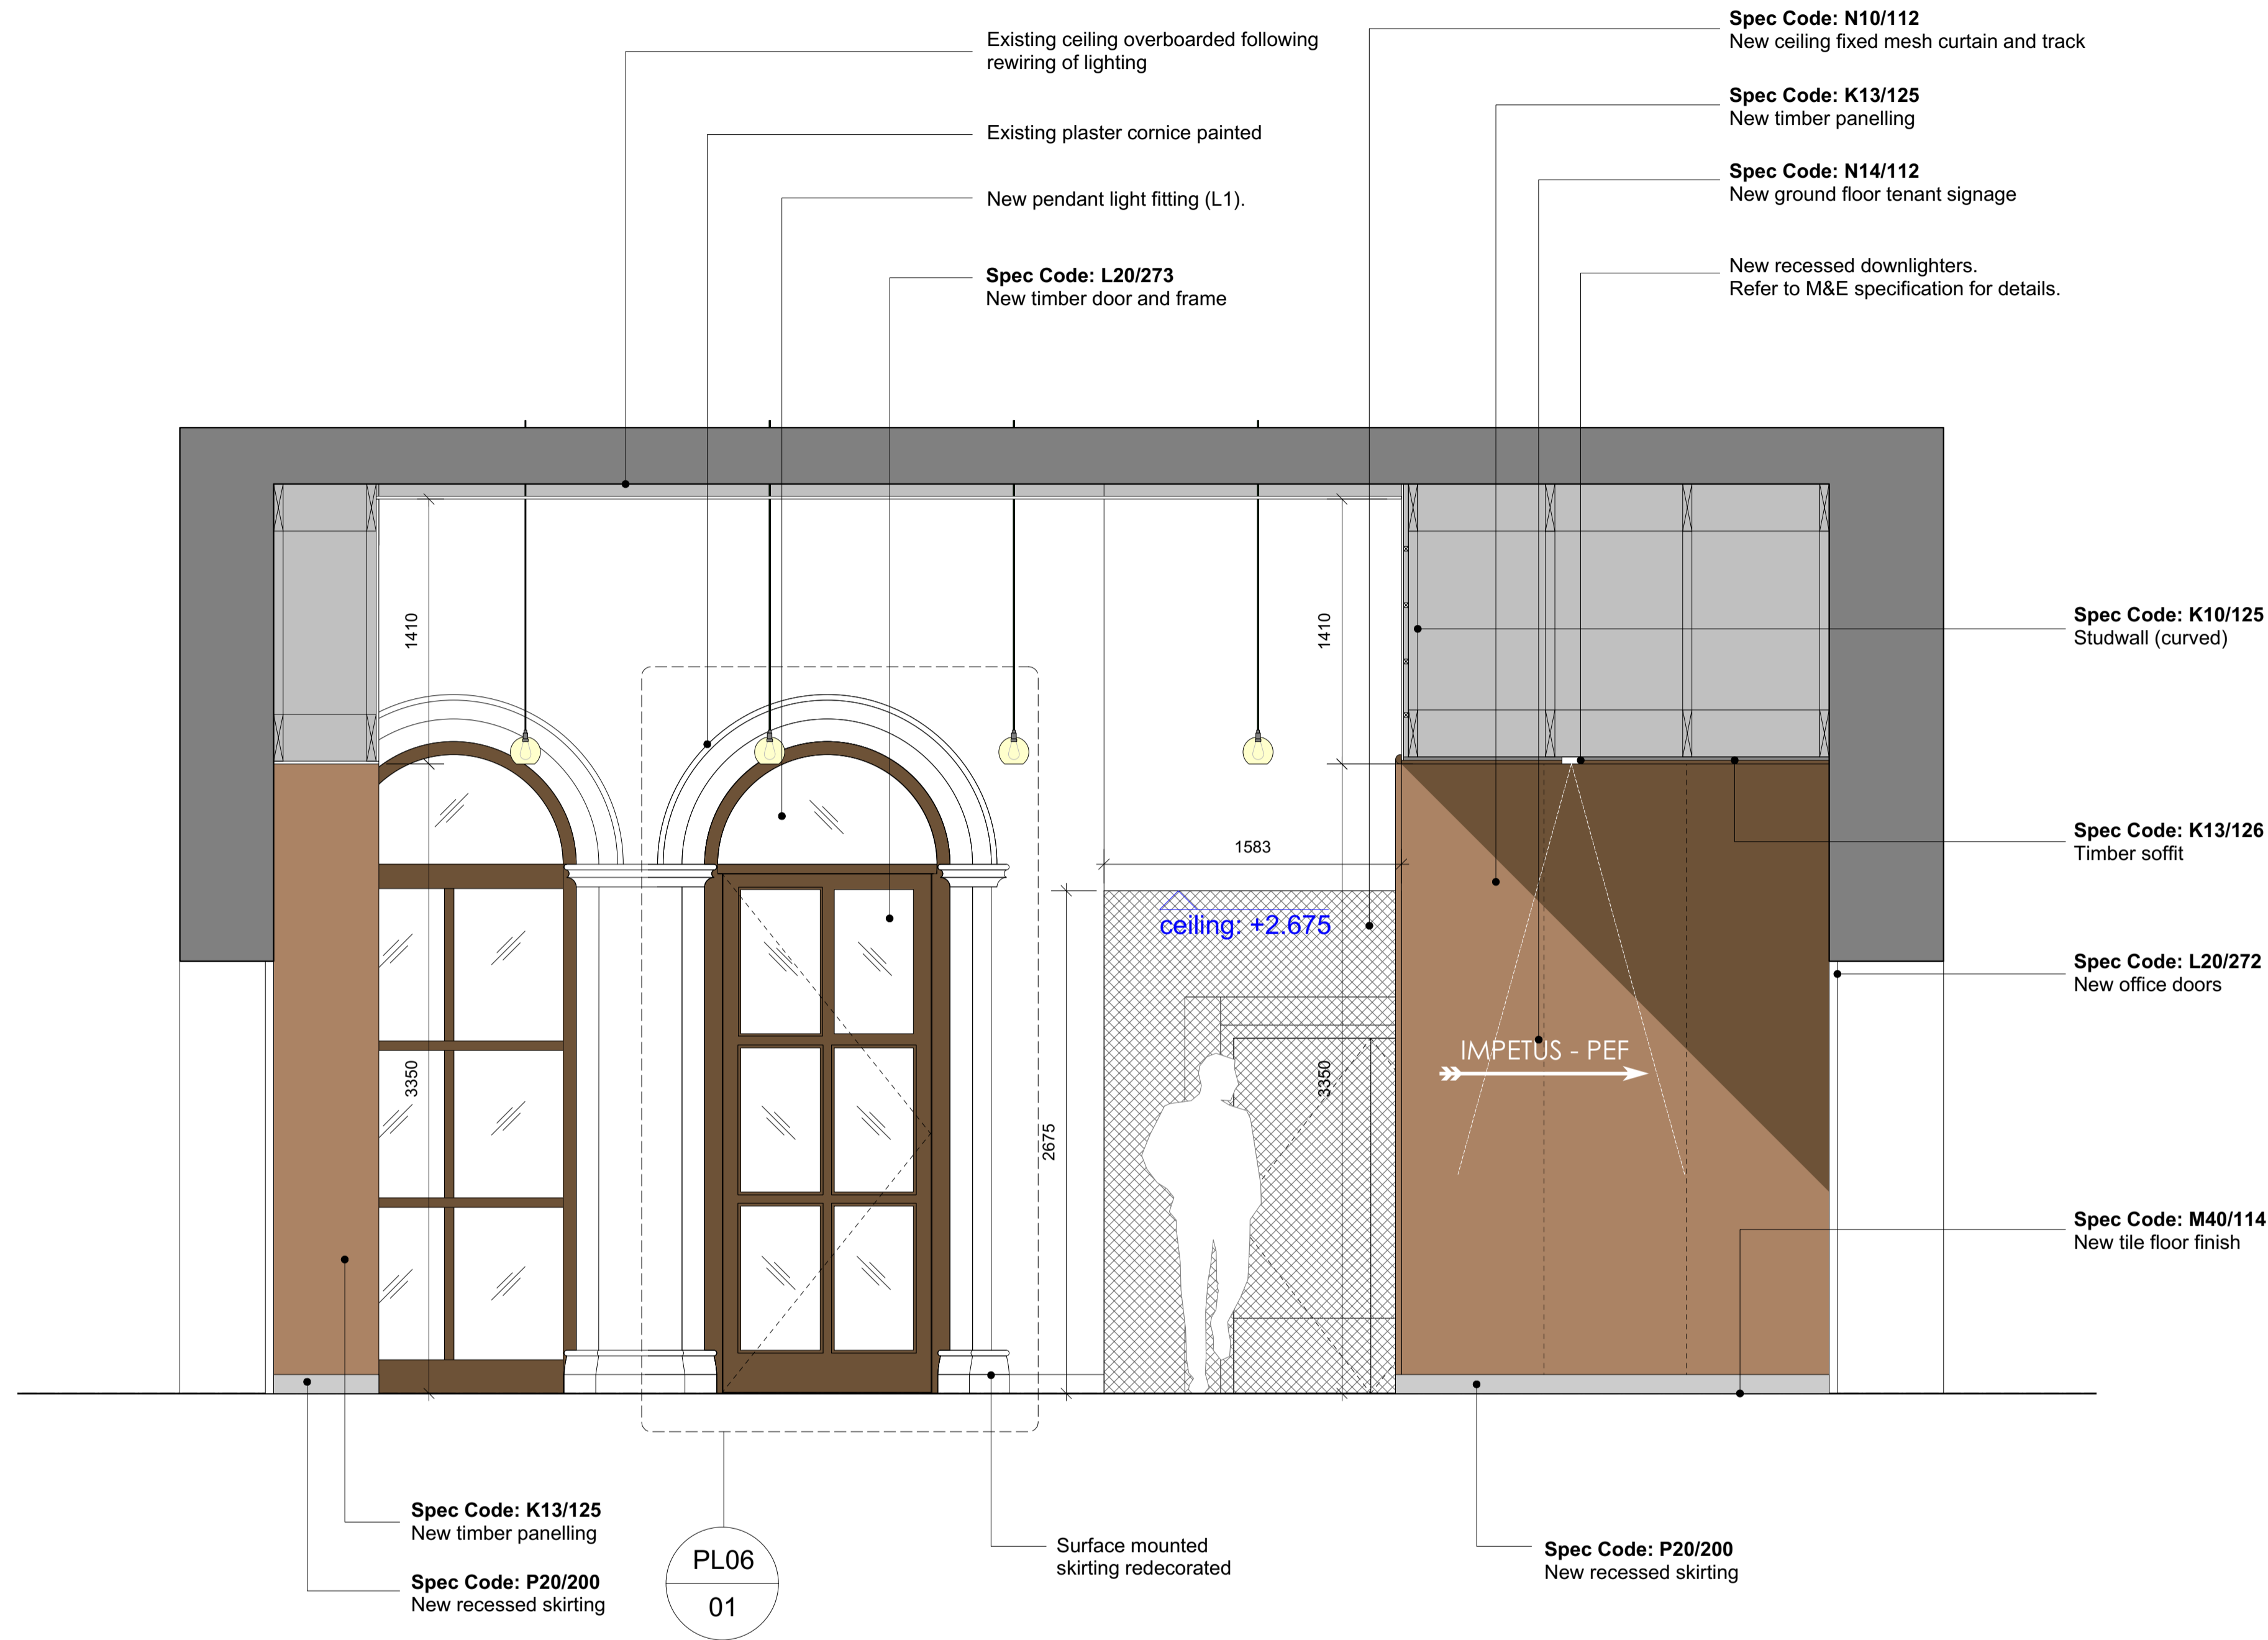 Existing ceiling overboarded following
rewiring of lighting
Existing plaster cornice painted
New pendant light fitting (L1).
Spec Code: L20/273
New timber door and frame
Spec Code: N10/112
New ceiling fixed mesh curtain and track
Spec Code: K13/125
New timber panelling
Spec Code: N14/112
New ground floor tenant signage
New recessed downlighters.
Refer to M&E specification for details.
1410
1410
Spec Code: K10/125
Studwall (curved)
Spec Code: K13/126
Timber soffit
1583
ceiling: +2.675
Spec Code: L20/272
New office doors
IMPETUS - PEF
3350
3350
2675
Spec Code: M40/114
New tile floor finish
Spec Code: K13/125
New timber panelling
Spec Code: P20/200
New recessed skirting
PL06
01
Surface mounted
skirting redecorated
Spec Code: P20/200
New recessed skirting